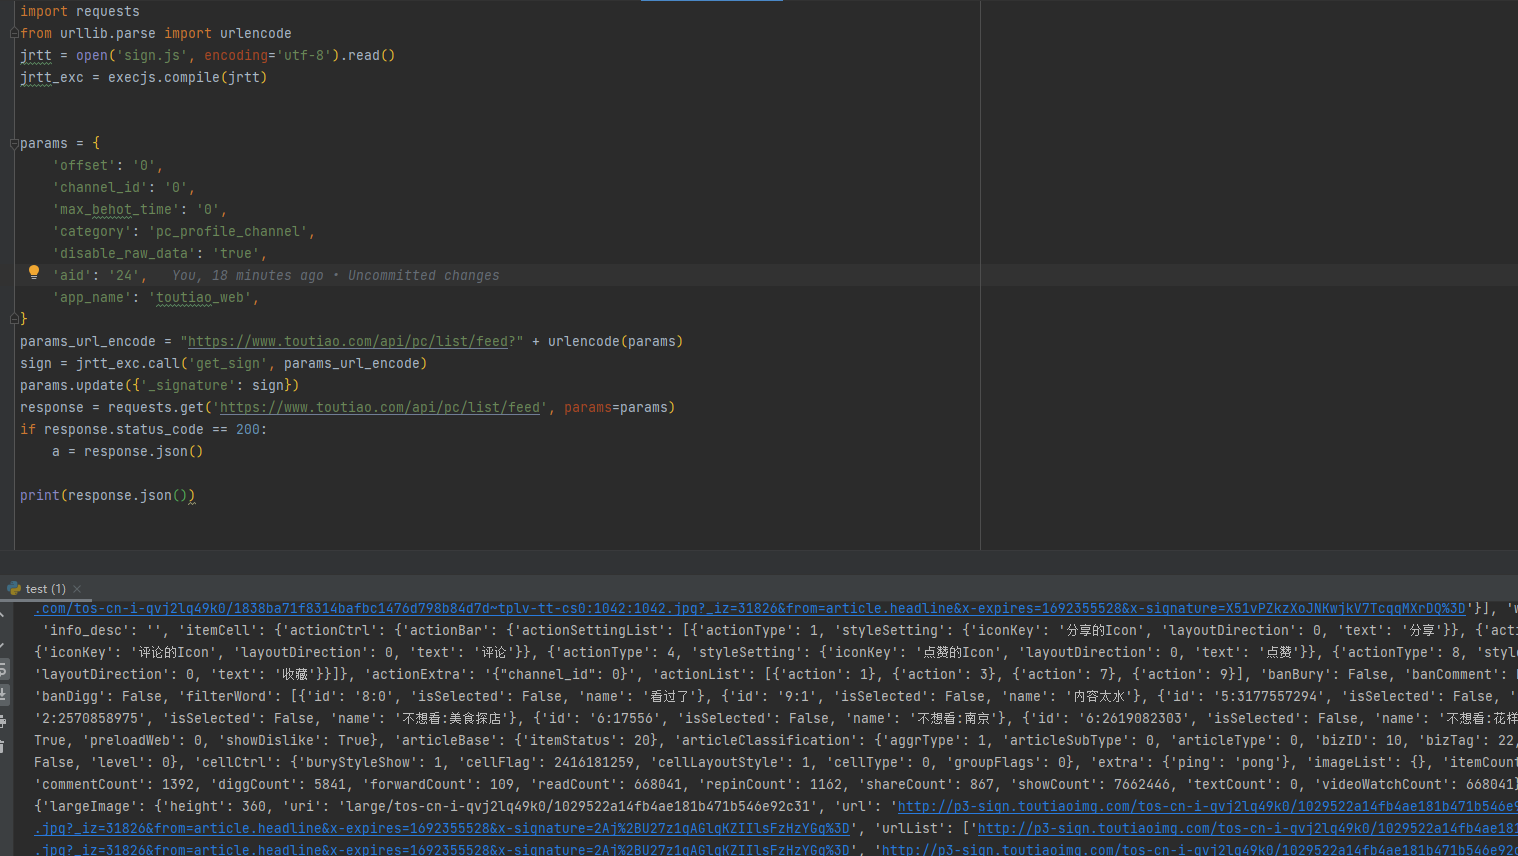 import requests
from urllib.parse import urlencode
jrtt = open('sign.js', encoding='utf-8').read()
jrtt_exc = execjs.compile(jrtt)
params = {
'offset': '0',
'channel_id': '0',
'max_behot_time': '0',
'category': 'pc_profile_channel',
'disable_raw_data': 'true',
'aid': '24', You, 18 minutes ago • Uncommitted changes
'app_name': 'toutiao_web',
}
params_url_encode = "https://www.toutiao.com/api/pc/list/feed?" + urlencode(params)
sign = jrtt_exc.call('get_sign', params_url_encode)
params.update({'_signature': sign})
response = requests.get('https://www.toutiao.com/api/pc/list/feed', params=params)
if response.status_code == 200:
a = response.json()
print(response.json())
test (1)
.com/tos-cn-i-qvj2lq49k0/1838ba71f8314bafbc1476d798b84d7d~tplv-tt-cs0:1042:1042.jpg?_iz=31826&from=article.headline&x-expires=1692355528&x-signature=X51vPZkzXoJNKwjkV7TcqqMXrDQ%3D'}], '
'info_desc': '', 'itemCell': {'actionCtrl': {'actionBar': {'actionSettingList': [{'actionType': 1, 'styleSetting': {'iconKey': '分享的Icon', 'layoutDirection': 0, 'text': '分享'}}, {'acti
{'iconKey': '评论的Icon', 'layoutDirection': 0, 'text': '评论'}}, {'actionType': 4, 'styleSetting': {'iconKey': '点赞的Icon', 'layoutDirection': 0, 'text': '点赞'}}, {'actionType': 8, 'style
'layoutDirection': 0, 'text': '收藏'}}]}, 'actionExtra': '{"channel_id": 0}', 'actionList': [{'action': 1}, {'action': 3}, {'action': 7}, {'action': 9}], 'banBury': False, 'banComment':
'banDigg': False, 'filterWord': [{'id': '8:0', 'isSelected': False, 'name': '看过了'}, {'id': '9:1', 'isSelected': False, 'name': '内容太水'}, {'id': '5:3177557294', 'isSelected': False, '
'2:2570858975', 'isSelected': False, 'name': '不想看:美食探店'}, {'id': '6:17556', 'isSelected': False, 'name': '不想看:南京'}, {'id': '6:2619082303', 'isSelected': False, 'name': '不想看:花样
True, 'preloadWeb': 0, 'showDislike': True}, 'articleBase': {'itemStatus': 20}, 'articleClassification': {'aggrType': 1, 'articleSubType': 0, 'articleType': 0, 'bizID': 10, 'bizTag': 22,
False, 'level': 0}, 'cellCtrl': {'buryStyleShow': 1, 'cellFlag': 2416181259, 'cellLayoutStyle': 1, 'cellType': 0, 'groupFlags': 0}, 'extra': {'ping': 'pong'}, 'imageList': {}, 'itemCount
'commentCount': 1392, 'diggCount': 5841, 'forwardCount': 109, 'readCount': 668041, 'repinCount': 1162, 'shareCount': 867, 'showCount': 7662446, 'textCount': 0, 'videoWatchCount': 668041}
{'largeImage': {'height': 360, 'uri': 'large/tos-cn-i-qvj2lq49k0/1029522a14fb4ae181b471b546e92c31', 'url': 'http://p3-sign.toutiaoimg.com/tos-cn-i-qvj2lq49k0/1029522a14fb4ae181b471b546e9
.jpg?_iz=31826&from=article.headline&x-expires=1692355528&x-signature=2Aj%2BU27z1qAGlqKZIIlsFzHzYGg%3D', 'urlList': ['http://p3-sign.toutiaoimg.com/tos-cn-i-qvj2lq49k0/1029522a14fb4ae181
.jpg?_iz=31826&from=article.headline&x-expires=1692355528&x-signature=2Aj%2BU27z1qAGlqKZIIlsFzHzYGg%3D', 'http://p3-sign.toutiaoimg.com/tos-cn-i-qvj2lq49k0/1029522a14fb4ae181b471b546e92c